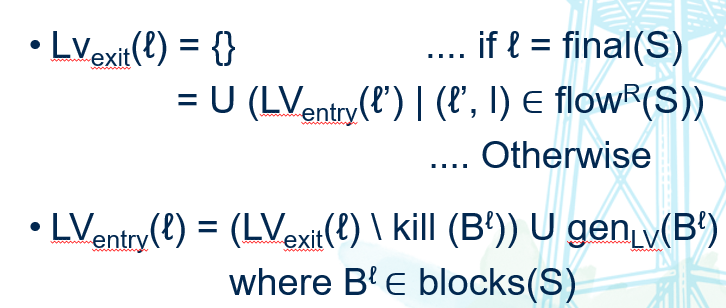 • Lvexit(ℓ) = {} .... if ℓ = final(S)
= U (LVentry(ℓ’) | (ℓ’, l) ∈ flowᴿ(S))
.... Otherwise
• LVentry(ℓ) = (LVexit(ℓ) \ kill (Bℓ)) U genLV(Bℓ)
where Bℓ ∈ blocks(S)